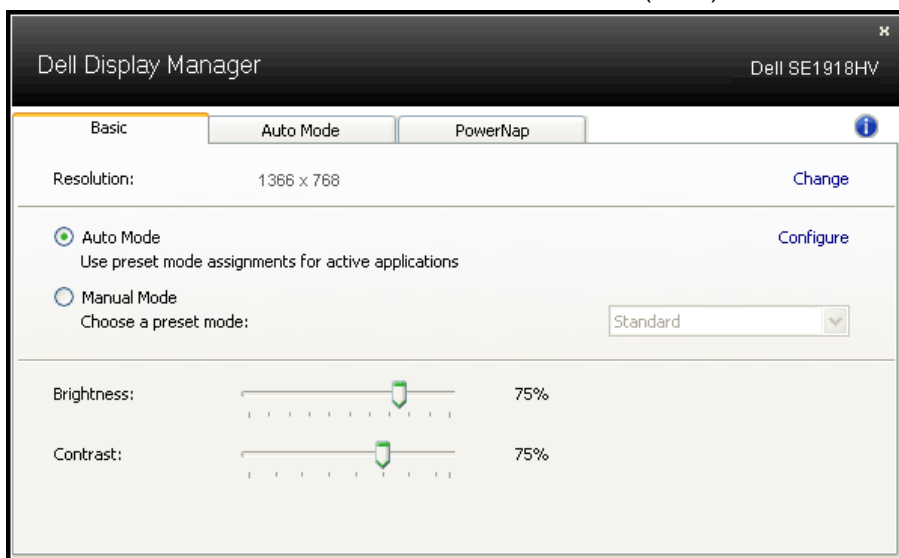 Dell Display Manager
Dell SE1918HV
Basic Auto Mode PowerNap
Resolution: 1366 x 768 Change
Auto Mode Configure
Use preset mode assignments for active applications
Manual Mode
Choose a preset mode: Standard
Brightness: 75%
Contrast: 75%